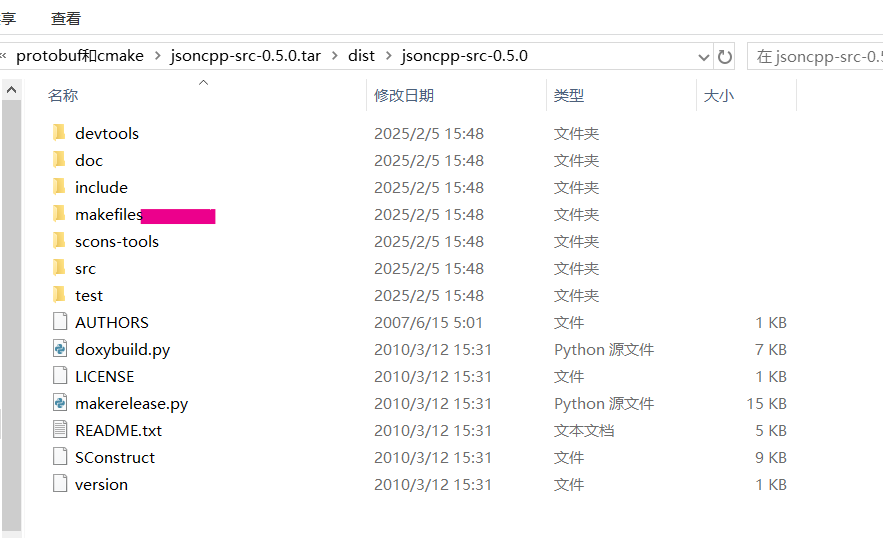 享 查看
« protobuf和cmake > jsoncpp-src-0.5.0.tar > dist > jsoncpp-src-0.5.0 在 jsoncpp-src-0.5
名称 修改日期 类型 大小
devtools 2025/2/5 15:48 文件夹
doc 2025/2/5 15:48 文件夹
include 2025/2/5 15:48 文件夹
makefiles 2025/2/5 15:48 文件夹
scons-tools 2025/2/5 15:48 文件夹
src 2025/2/5 15:48 文件夹
test 2025/2/5 15:48 文件夹
AUTHORS 2007/6/15 5:01 文件 1 KB
doxybuild.py 2010/3/12 15:31 Python 源文件 7 KB
LICENSE 2010/3/12 15:31 文件 1 KB
makerelease.py 2010/3/12 15:31 Python 源文件 15 KB
README.txt 2010/3/12 15:31 文本文档 5 KB
SConstruct 2010/3/12 15:31 文件 9 KB
version 2010/3/12 15:31 文件 1 KB